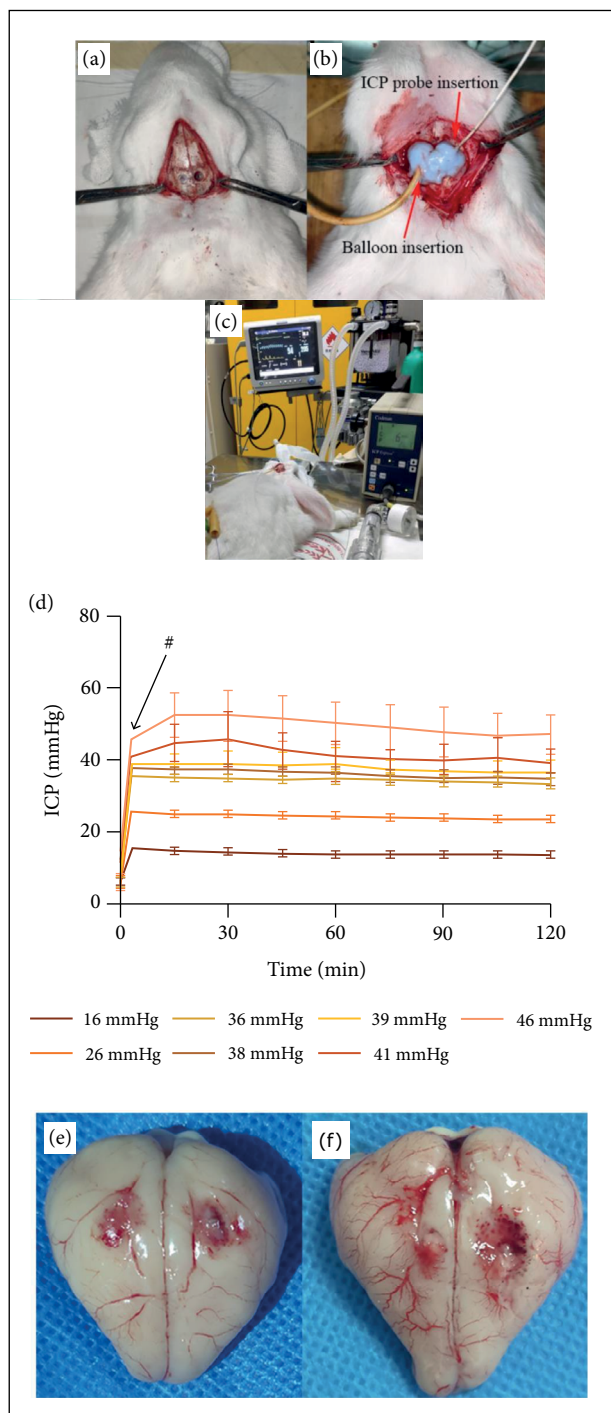 (a)
(b)
ICP probe insertion
Balloon insertion
(c)
(d)
80
60
40
20
0
ICP (mmHg)
#
0
30
60
90
120
Time (min)
16 mmHg
36 mmHg
39 mmHg
46 mmHg
26 mmHg
38 mmHg
41 mmHg
(e)
(f)